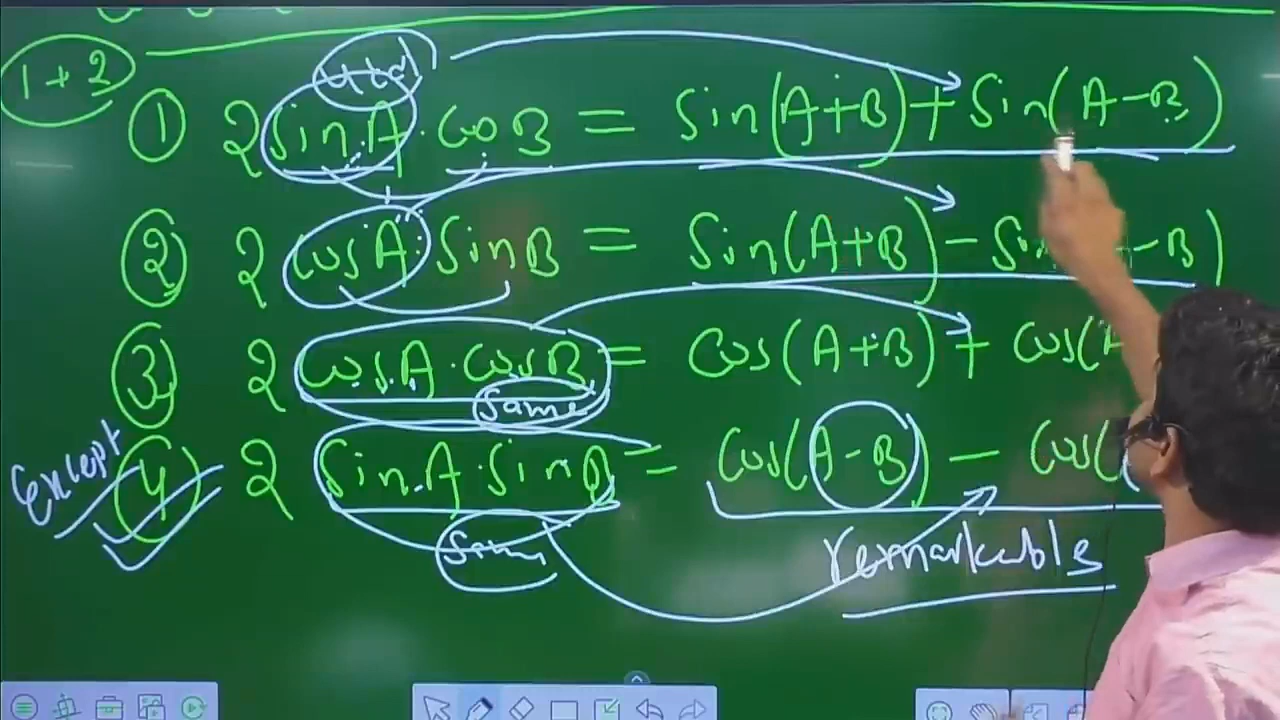 1+2
① 2 sin A · cos B = Sin(A+B) + Sin(A-B)
② 2 cos A · Sin B = Sin(A+B) - Sin(A-B)
③ 2 cos A · cos B = Cos(A+B) + Cos(A
Same
Except ④ 2 Sin A · Sin B = Cos(A-B) - Cos(
Same
remarkable